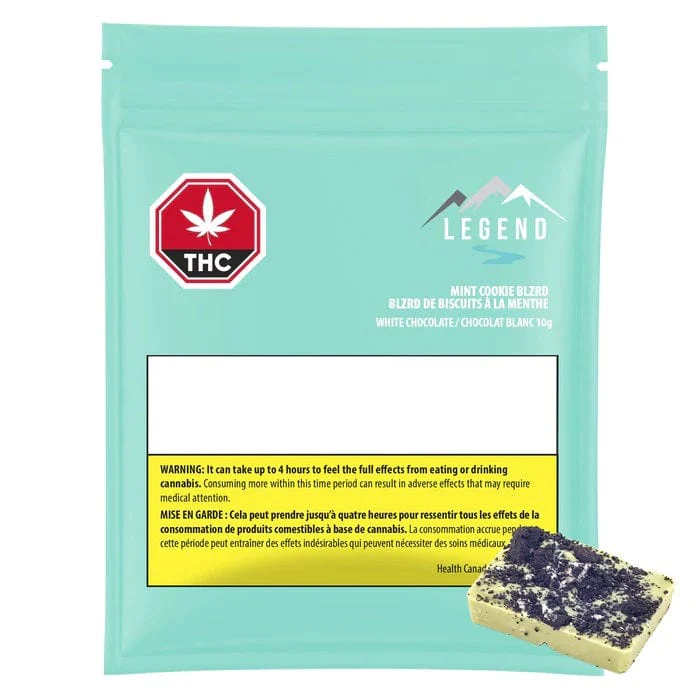 THC
LEGEND
MINT COOKIE BLZRD
BLZRD DE BISCUITS À LA MENTHE
WHITE CHOCOLATE / CHOCOLAT BLANC 10g
WARNING: It can take up to 4 hours to feel the full effects from eating or drinking
cannabis. Consuming more within this time period can result in adverse effects that may require
medical attention.
MISE EN GARDE : Cela peut prendre jusqu'à quatre heures pour ressentir tous les effets de la
consommation de produits comestibles à base de cannabis. La consommation accrue
cette période peut entraîner des effets indésirables qui peuvent nécessiter des soins médicaux
Health Canada